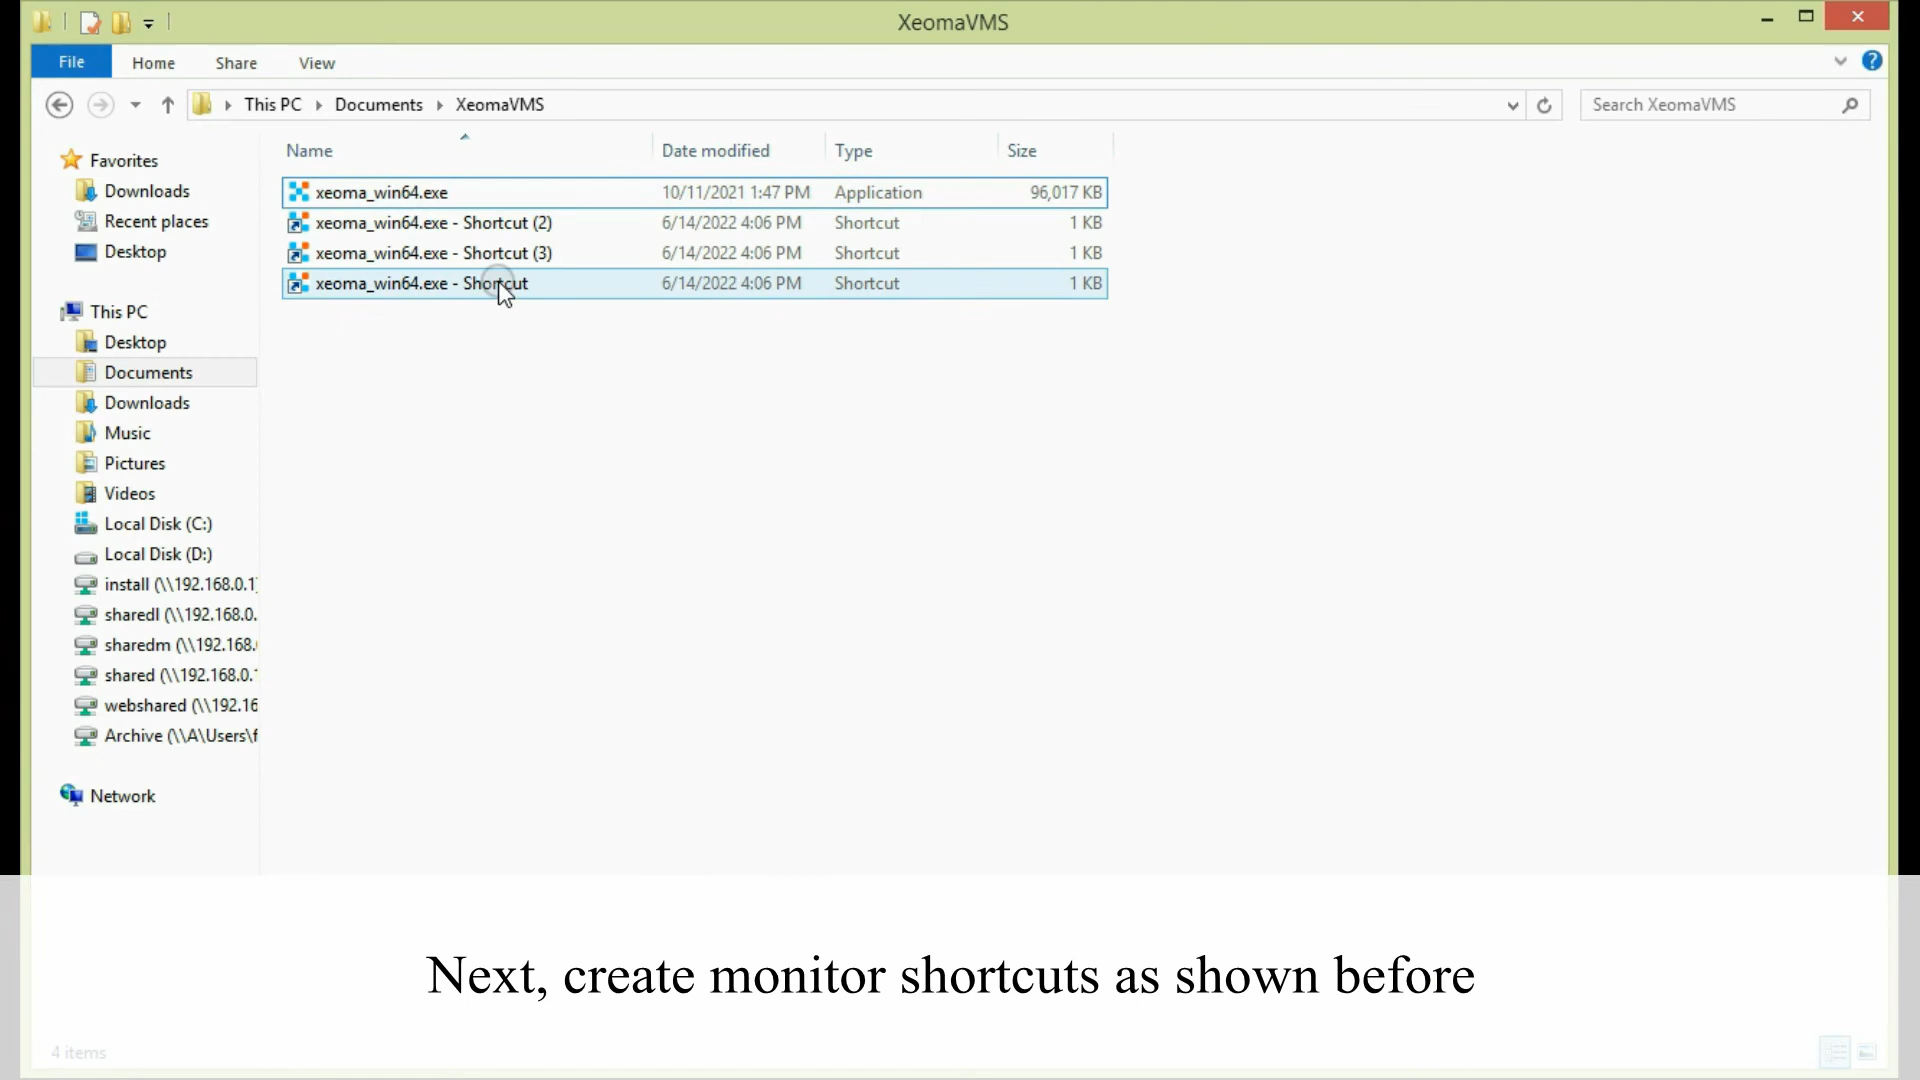 XeomaVMS
File Home Share View
This PC Documents XeomaVMS
Search XeomaVMS
Name Date modified Type Size
xeoma_win64.exe 10/11/2021 1:47 PM Application 96,017 KB
xeoma_win64.exe - Shortcut (2) 6/14/2022 4:06 PM Shortcut 1 KB
xeoma_win64.exe - Shortcut (3) 6/14/2022 4:06 PM Shortcut 1 KB
xeoma_win64.exe - Shortcut 6/14/2022 4:06 PM Shortcut 1 KB
Favorites
Downloads
Recent places
Desktop
This PC
Desktop
Documents
Downloads
Music
Pictures
Videos
Local Disk (C:)
Local Disk (D:)
install (\\192.168.0.1
sharedl (\\192.168.0.
sharedm (\\192.168.
shared (\\192.168.0.1
webshared (\\192.16
Archive (\\A\Users\f
Network
Next, create monitor shortcuts as shown before
4 items